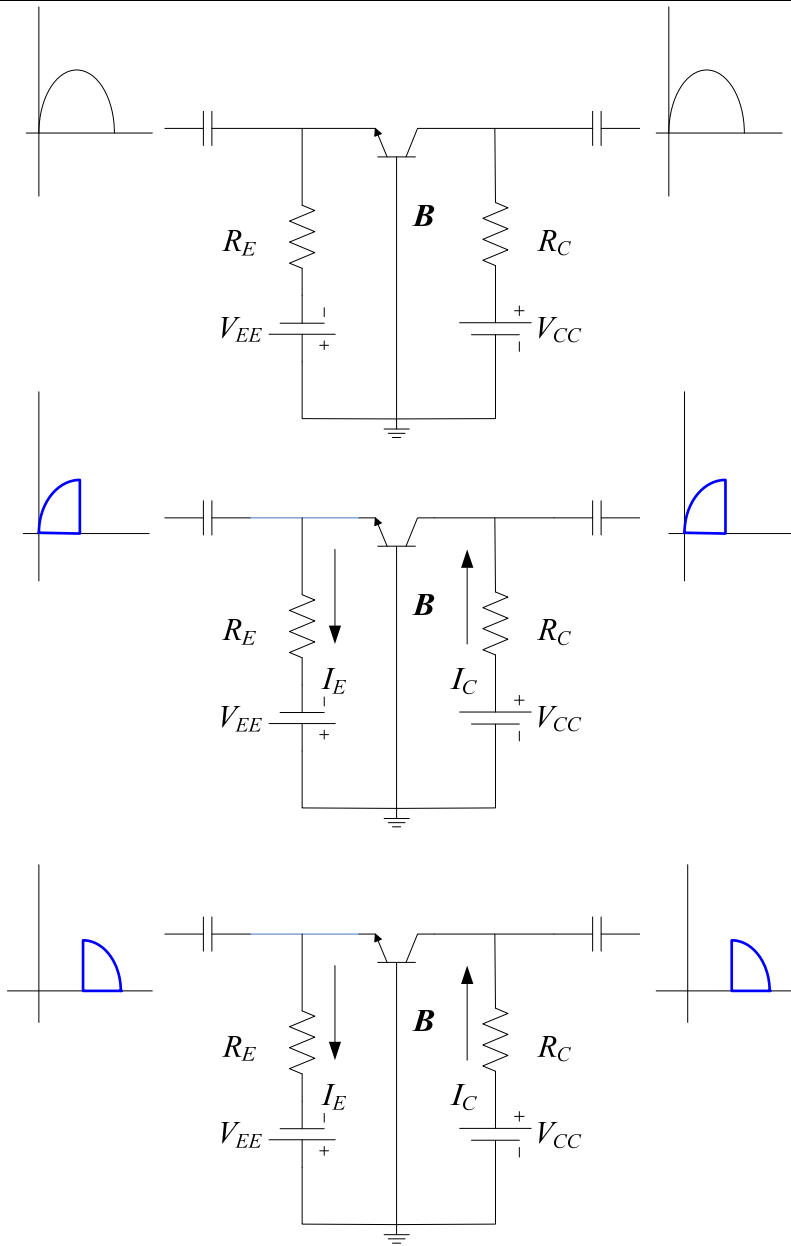 B
R_E R_C
- +
V_EE V_CC
+ -
B
R_E R_C
I_E I_C
- +
V_EE V_CC
+ -
B
R_E R_C
I_E I_C
- +
V_EE V_CC
+ -